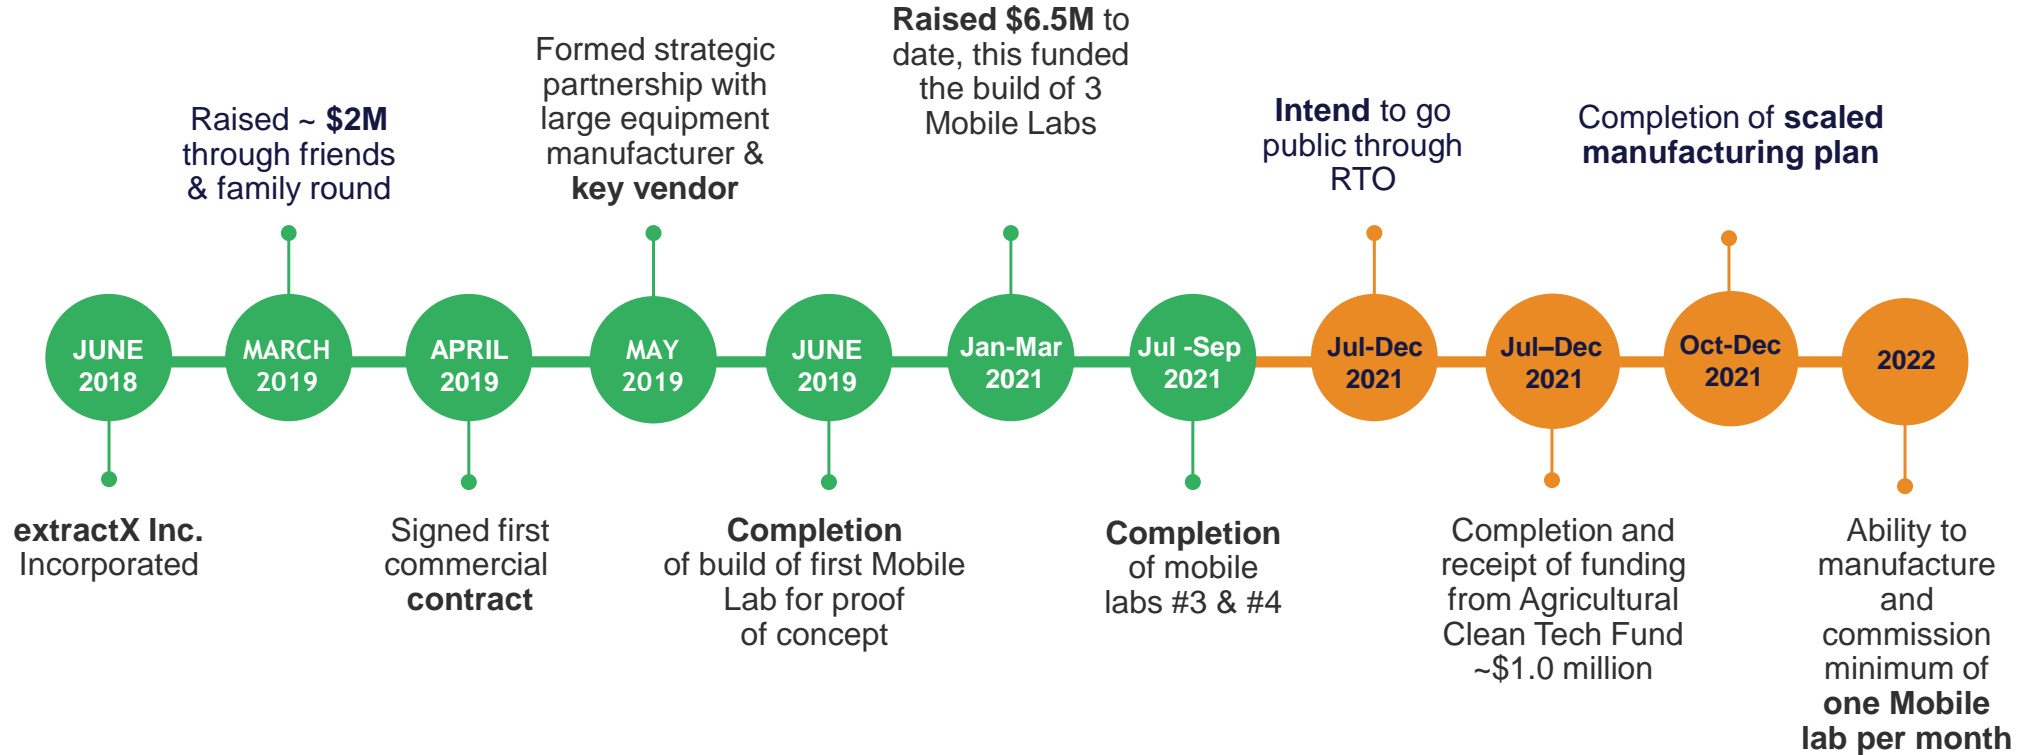 JUNE
2018
extractX Inc.
Incorporated
Raised ~ $2M
through friends
& family round
MARCH
2019
APRIL
2019
Signed first
commercial
contract
Formed strategic
partnership with
large equipment
manufacturer &
key vendor
MAY
2019
JUNE
2019
Completion
of build of first Mobile
Lab for proof
of concept
Raised $6.5M to
date, this funded
the build of 3
Mobile Labs
Jan-Mar
2021
Jul -Sep
2021
Completion
of mobile
labs #3 & #4
Intend to go
public through
RTO
Jul-Dec
2021
Jul–Dec
2021
Completion and
receipt of funding
from Agricultural
Clean Tech Fund
~$1.0 million
Completion of scaled
manufacturing plan
Oct-Dec
2021
2022
Ability to
manufacture
and
commission
minimum of
one Mobile
lab per month